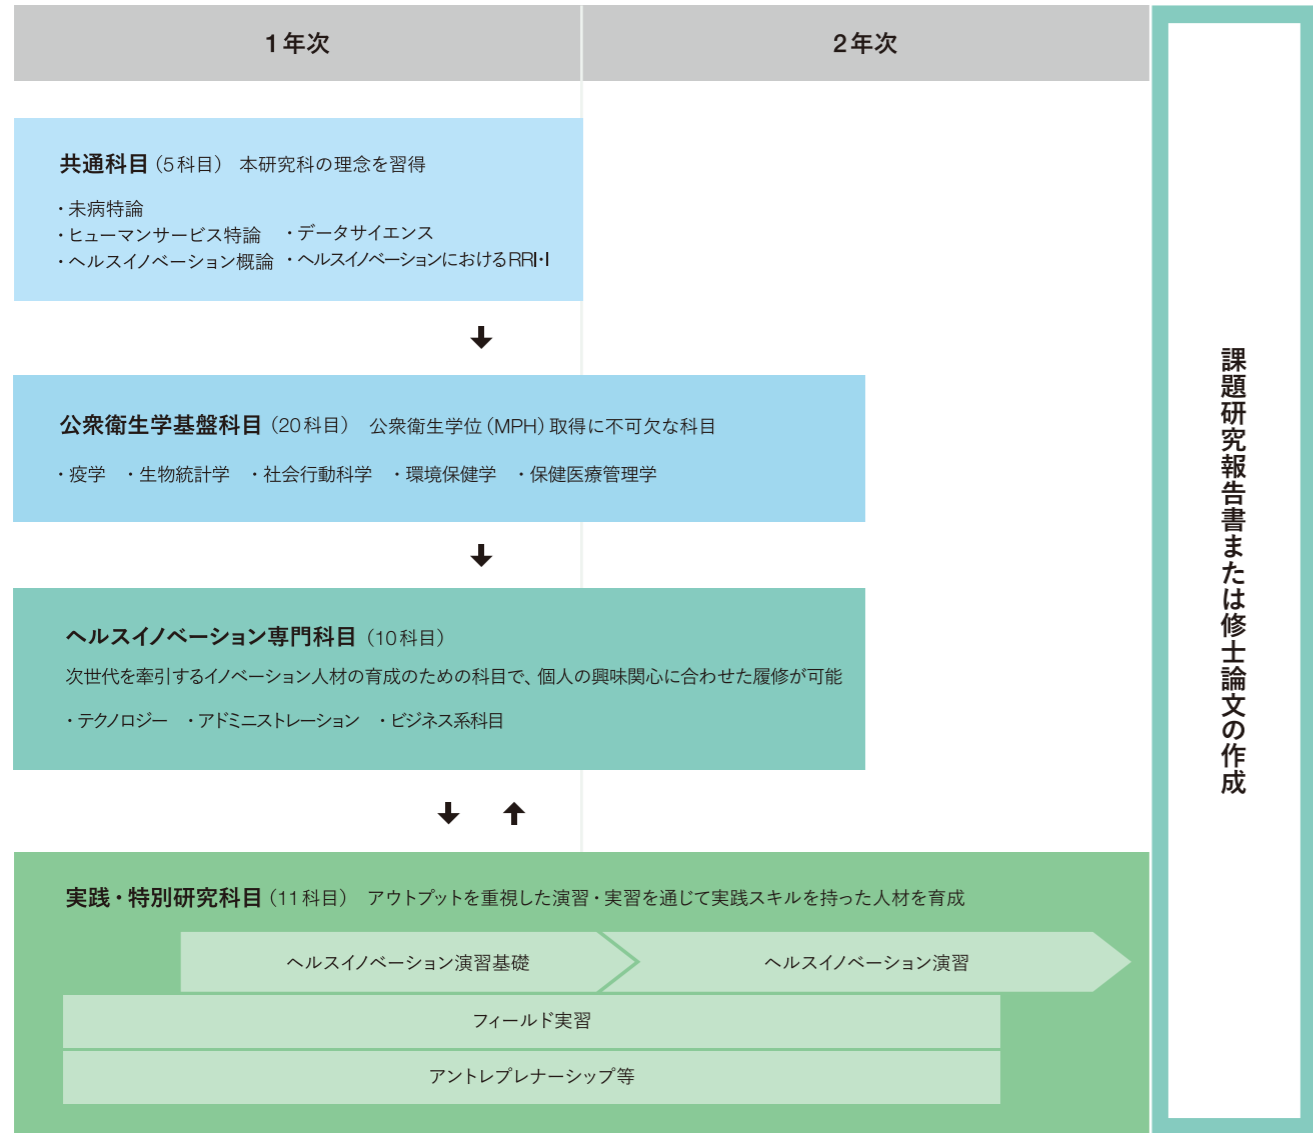 1年次
2年次
共通科目（5科目） 本研究科の理念を習得
・未病特論
・ヒューマンサービス特論 ・データサイエンス
・ヘルスイノベーション概論 ・ヘルスイノベーションにおけるRRI・I
公衆衛生学基盤科目（20科目） 公衆衛生学位（MPH）取得に不可欠な科目
・疫学 ・生物統計学 ・社会行動科学 ・環境保健学 ・保健医療管理学
ヘルスイノベーション専門科目（10科目）
次世代を牽引するイノベーション人材の育成のための科目で、個人の興味関心に合わせた履修が可能
・テクノロジー ・アドミニストレーション ・ビジネス系科目
実践・特別研究科目（11科目） アウトプットを重視した演習・実習を通じて実践スキルを持った人材を育成
ヘルスイノベーション演習基礎
ヘルスイノベーション演習
フィールド実習
アントレプレナーシップ等
課題研究報告書または修士論文の作成